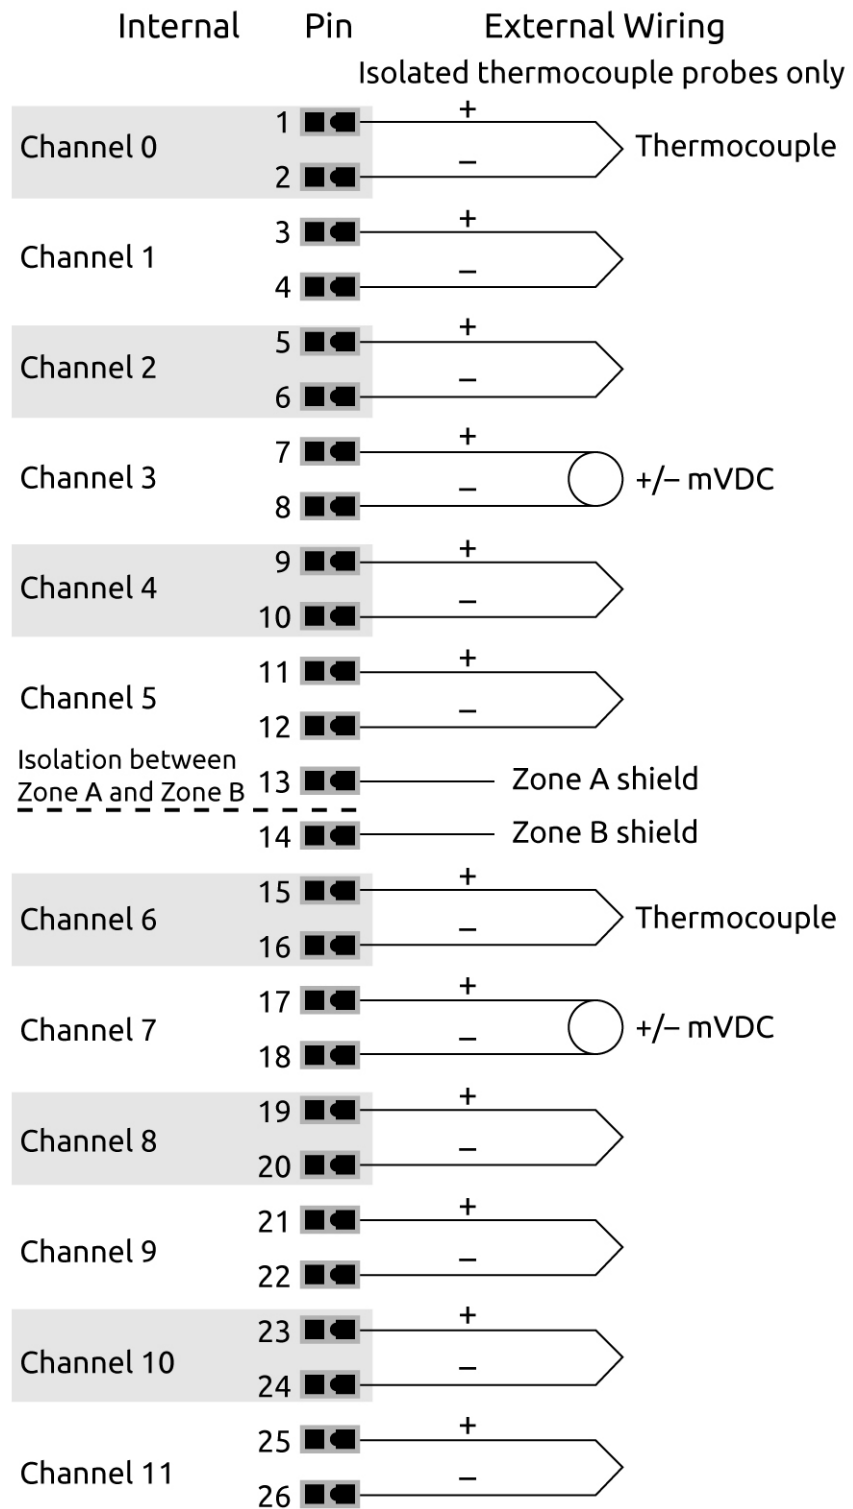 Internal Pin External Wiring
Isolated thermocouple probes only
1 +
Channel 0 Thermocouple
2 –
3 +
Channel 1
4 –
5 +
Channel 2
6 –
7 +
Channel 3 +/– mVDC
8 –
9 +
Channel 4
10 –
11 +
Channel 5
12 –
Isolation between
Zone A and Zone B
13 Zone A shield
14 Zone B shield
15 +
Channel 6 Thermocouple
16 –
17 +
Channel 7 +/– mVDC
18 –
19 +
Channel 8
20 –
21 +
Channel 9
22 –
23 +
Channel 10
24 –
25 +
Channel 11
26 –